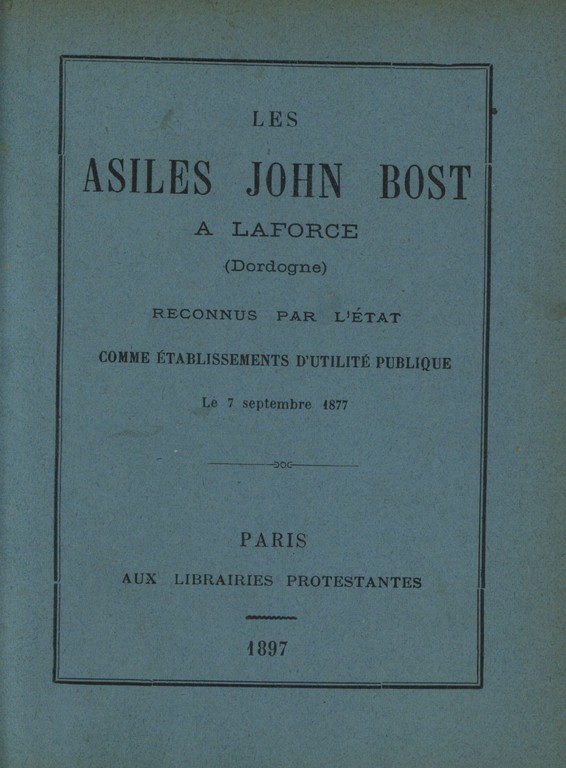 LES
ASILES JOHN BOST
A LAFORCE
(Dordogne)
RECONNUS PAR L'ÉTAT
COMME ÉTABLISSEMENTS D'UTILITÉ PUBLIQUE
Le 7 septembre 1877
PARIS
AUX LIBRAIRIES PROTESTANTES
1897